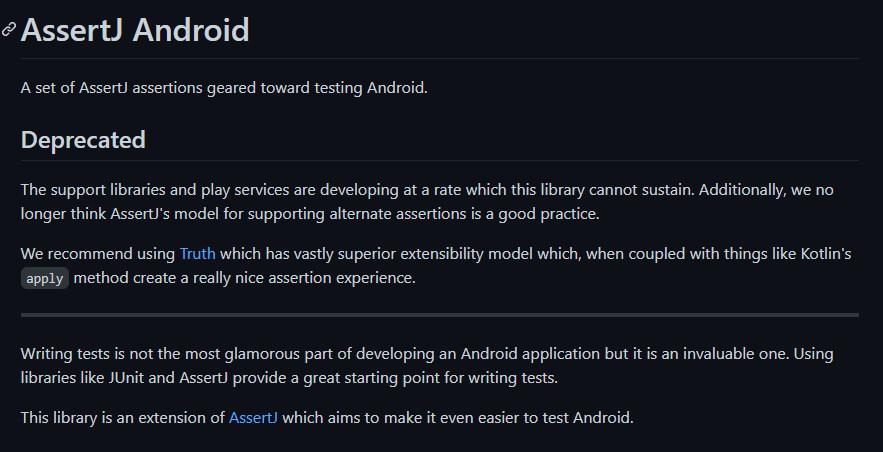 AssertJ Android
A set of AssertJ assertions geared toward testing Android.
Deprecated
The support libraries and play services are developing at a rate which this library cannot sustain. Additionally, we no
longer think AssertJ's model for supporting alternate assertions is a good practice.
We recommend using Truth which has vastly superior extensibility model which, when coupled with things like Kotlin's
apply method create a really nice assertion experience.
Writing tests is not the most glamorous part of developing an Android application but it is an invaluable one. Using
libraries like JUnit and AssertJ provide a great starting point for writing tests.
This library is an extension of AssertJ which aims to make it even easier to test Android.